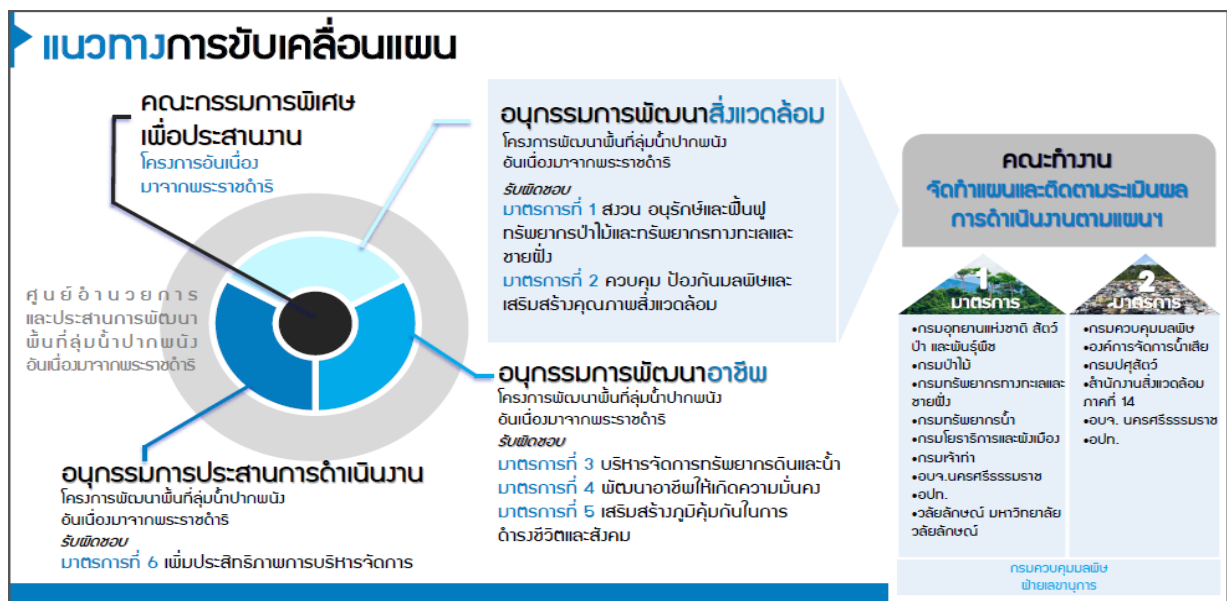 แนวทางการขับเคลื่อนแผน
คณะกรรมการพิเศษ
เพื่อประสานงาน
โครงการอันเนื่อง
มาจากพระราชดำริ
ศูนย์อำนวยการ
และประสานการพัฒนา
พื้นที่ลุ่มน้ำปากพนัง
อันเนื่องมาจากพระราชดำริ
อนุกรรมการประสานการดำเนินงาน
โครงการพัฒนาพื้นที่ลุ่มน้ำปากพนัง
อันเนื่องมาจากพระราชดำริ
รับผิดชอบ
มาตรการที่ 6 เพิ่มประสิทธิภาพการบริหารจัดการ
อนุกรรมการพัฒนาสิ่งแวดล้อม
โครงการพัฒนาพื้นที่ลุ่มน้ำปากพนัง
อันเนื่องมาจากพระราชดำริ
รับผิดชอบ
มาตรการที่ 1 สงวน อนุรักษ์และฟื้นฟู
ทรัพยากรป่าไม้และทรัพยากรทางทะเลและ
ชายฝั่ง
มาตรการที่ 2 ควบคุม ป้องกันมลพิษและ
เสริมสร้างคุณภาพสิ่งแวดล้อม
อนุกรรมการพัฒนาอาชีพ
โครงการพัฒนาพื้นที่ลุ่มน้ำปากพนัง
อันเนื่องมาจากพระราชดำริ
รับผิดชอบ
มาตรการที่ 3 บริหารจัดการทรัพยากรดินและน้ำ
มาตรการที่ 4 พัฒนาอาชีพให้เกิดความมั่นคง
มาตรการที่ 5 เสริมสร้างภูมิคุ้มกันในการ
ดำรงชีวิตและสังคม
คณะทำงาน
จัดทำแผนและติดตามระเมินผล
การดำเนินงานตามแผนฯ
1
มาตรการ
•กรมอุทยานแห่งชาติ สัตว์
ป่า และพันธุ์พืช
•กรมป่าไม้
•กรมทรัพยากรทางทะเลและ
ชายฝั่ง
•กรมทรัพยากรน้ำ
•กรมโยธาธิการและผังเมือง
•กรมเจ้าท่า
•อบจ.นครศรีธรรมราช
•อปท.
•วลัยลักษณ์ มหาวิทยาลัย
วลัยลักษณ์
2
มาตรการ
•กรมควบคุมมลพิษ
•องค์การจัดการน้ำเสีย
•กรมปศุสัตว์
•สำนักงานสิ่งแวดล้อม
ภาคที่ 14
•อบจ. นครศรีธรรมราช
•อปท.
กรมควบคุมมลพิษ
ฝ่ายเลขานุการ